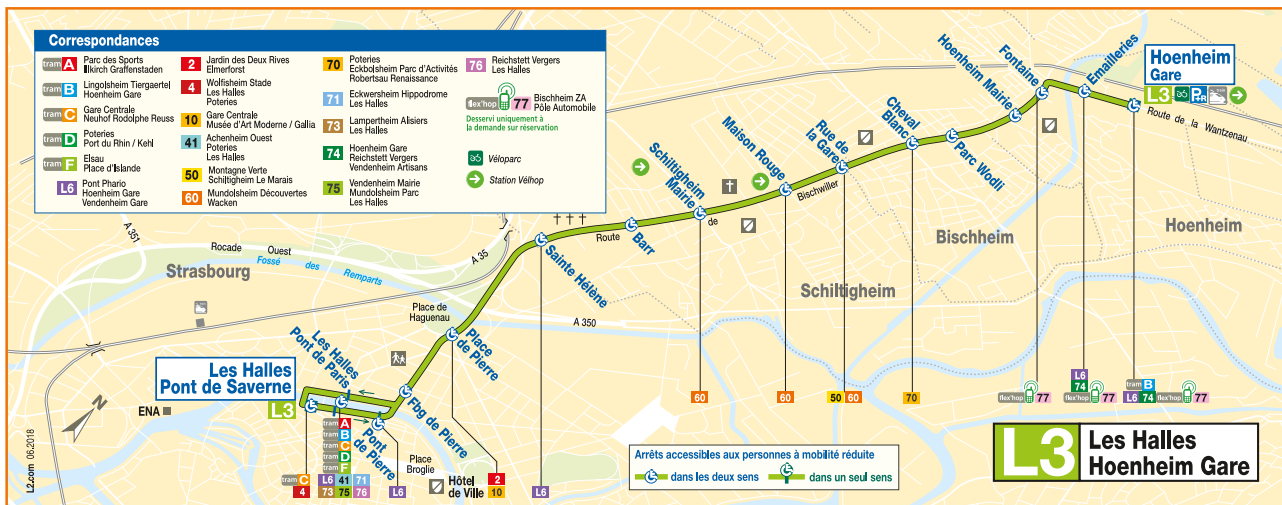 Correspondances
tram A Parc des Sports
Illkirch Graffenstaden
tram B Lingolsheim Tiergaertel
Hoenheim Gare
tram C Gare Centrale
Neuhof Rodolphe Reuss
tram D Poteries
Port du Rhin / Kehl
tram F Elsau
Place d'Islande
L6 Pont Phario
Hoenheim Gare
Vendenheim Gare
2 Jardin des Deux Rives
Elmerforst
4 Wolfisheim Stade
Les Halles
Poteries
10 Gare Centrale
Musée d'Art Moderne / Gallia
41 Achenheim Ouest
Poteries
Les Halles
50 Montagne Verte
Schiltigheim Le Marais
60 Mundolsheim Découvertes
Wacken
70 Poteries
Eckbolsheim Parc d'Activités
Robertsau Renaissance
71 Eckwersheim Hippodrome
Les Halles
73 Lampertheim Alisiers
Les Halles
74 Hoenheim Gare
Reichstett Vergers
Vendenheim Artisans
75 Vendenheim Mairie
Mundolsheim Parc
Les Halles
76 Reichstett Vergers
Les Halles
flex'hop 77 Bischheim ZA
Pôle Automobile
Desservi uniquement à
la demande sur réservation
Véloparc
Station Vélhop
Hoenheim
Gare
L3 P+R
Route de la Wantzenau
Emailleries
Fontaine
Hoenheim Mairie
Parc Wodli
Cheval
Blanc
Rue de
la Gare
Maison Rouge
Schiltigheim
Mairie
Barr
Sainte Hélène
Route de Bischwiller
Hoenheim
Bischheim
Schiltigheim
Strasbourg
A 351
Rocade Ouest
Fossé des Remparts
A 35
A 350
Place de
Haguenau
Place
de Pierre
Fbg de Pierre
Pont
de Pierre
Les Halles
Pont de Paris
Les Halles
Pont de Saverne
L3
ENA
Place
Broglie
Hôtel
de Ville
tram C
4
tram A
tram B
tram C
tram D
tram F
L6 41 71
73 75 76
L6
2
10
L6
60
60
50 60
70
flex'hop 77
L6
74
flex'hop 77
tram B
L6 74 flex'hop 77
Arrêts accessibles aux personnes à mobilité réduite
dans les deux sens
dans un seul sens
L3 Les Halles
Hoenheim Gare
L2.com 06.2018
N